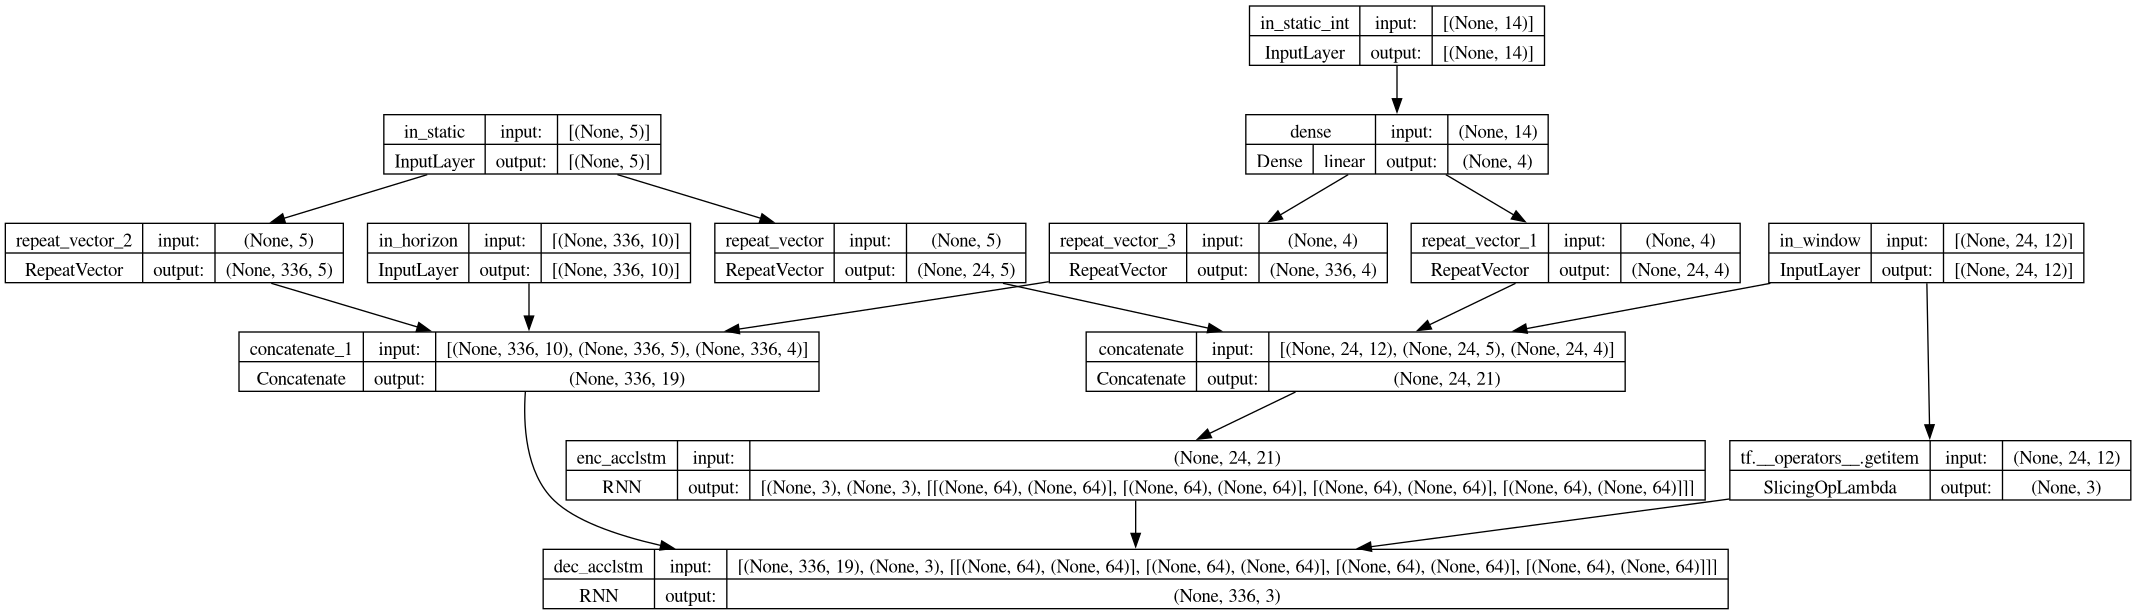 in_static_int input: [(None, 14)]
InputLayer output: [(None, 14)]
in_static input: [(None, 5)]
InputLayer output: [(None, 5)]
dense input: (None, 14)
Dense linear output: (None, 4)
repeat_vector_2 input: (None, 5)
RepeatVector output: (None, 336, 5)
in_horizon input: [(None, 336, 10)]
InputLayer output: [(None, 336, 10)]
repeat_vector input: (None, 5)
RepeatVector output: (None, 24, 5)
repeat_vector_3 input: (None, 4)
RepeatVector output: (None, 336, 4)
repeat_vector_1 input: (None, 4)
RepeatVector output: (None, 24, 4)
in_window input: [(None, 24, 12)]
InputLayer output: [(None, 24, 12)]
concatenate_1 input: [(None, 336, 10), (None, 336, 5), (None, 336, 4)]
Concatenate output: (None, 336, 19)
concatenate input: [(None, 24, 12), (None, 24, 5), (None, 24, 4)]
Concatenate output: (None, 24, 21)
enc_acclstm input: (None, 24, 21)
RNN output: [(None, 3), (None, 3), [[(None, 64), (None, 64)], [(None, 64), (None, 64)], [(None, 64), (None, 64)], [(None, 64), (None, 64)]]]
tf.__operators__.getitem input: (None, 24, 12)
SlicingOpLambda output: (None, 3)
dec_acclstm input: [(None, 336, 19), (None, 3), [[(None, 64), (None, 64)], [(None, 64), (None, 64)], [(None, 64), (None, 64)], [(None, 64), (None, 64)]]]
RNN output: (None, 336, 3)